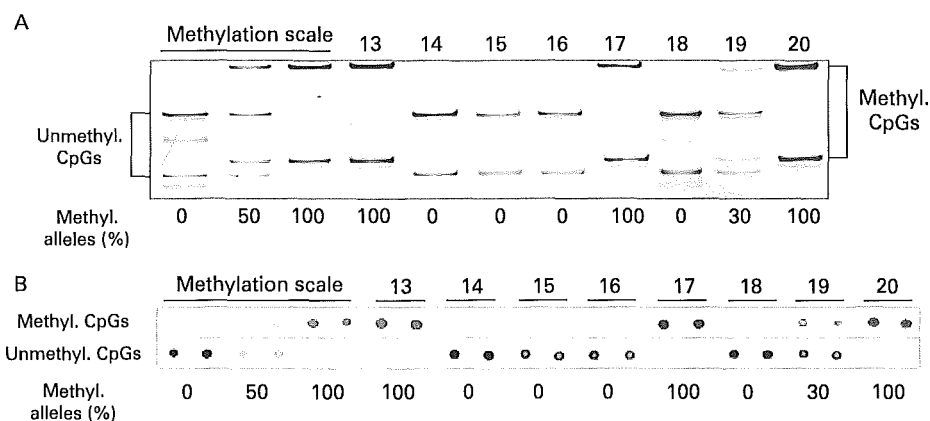 A
Methylation scale 13 14 15 16 17 18 19 20
Unmethyl. CpGs
Methyl. CpGs
Methyl. alleles (%) 0 50 100 100 0 0 0 100 0 30 100
B
Methylation scale 13 14 15 16 17 18 19 20
Methyl. CpGs
Unmethyl. CpGs
Methyl. alleles (%) 0 50 100 100 0 0 0 100 0 30 100